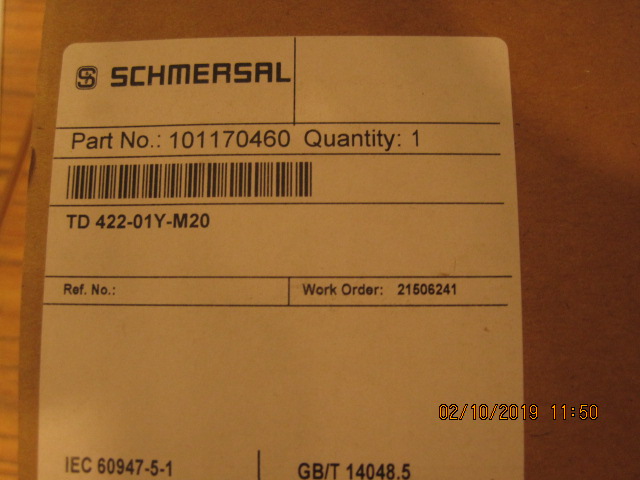 SCHMERSAL
Part No.: 101170460 Quantity: 1
TD 422-01Y-M20
Ref. No.: Work Order: 21506241
02/10/2019 11:50
IEC 60947-5-1 GB/T 14048.5